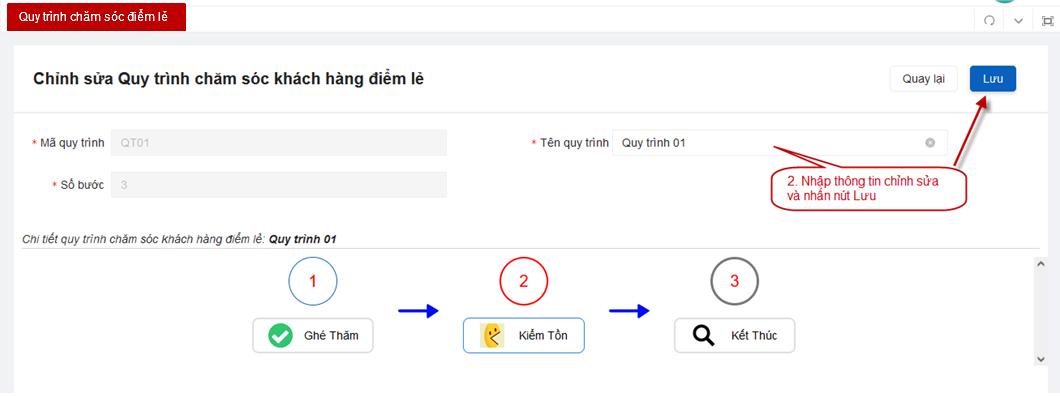 Quy trình chăm sóc điểm lẻ
Chỉnh sửa Quy trình chăm sóc khách hàng điểm lẻ
Quay lại
Lưu
* Mã quy trình QT01
* Tên quy trình Quy trình 01
* Số bước 3
2. Nhập thông tin chỉnh sửa
và nhấn nút Lưu
Chi tiết quy trình chăm sóc khách hàng điểm lẻ: Quy trình 01
1
2
3
Ghé Thăm
Kiểm Tồn
Kết Thúc